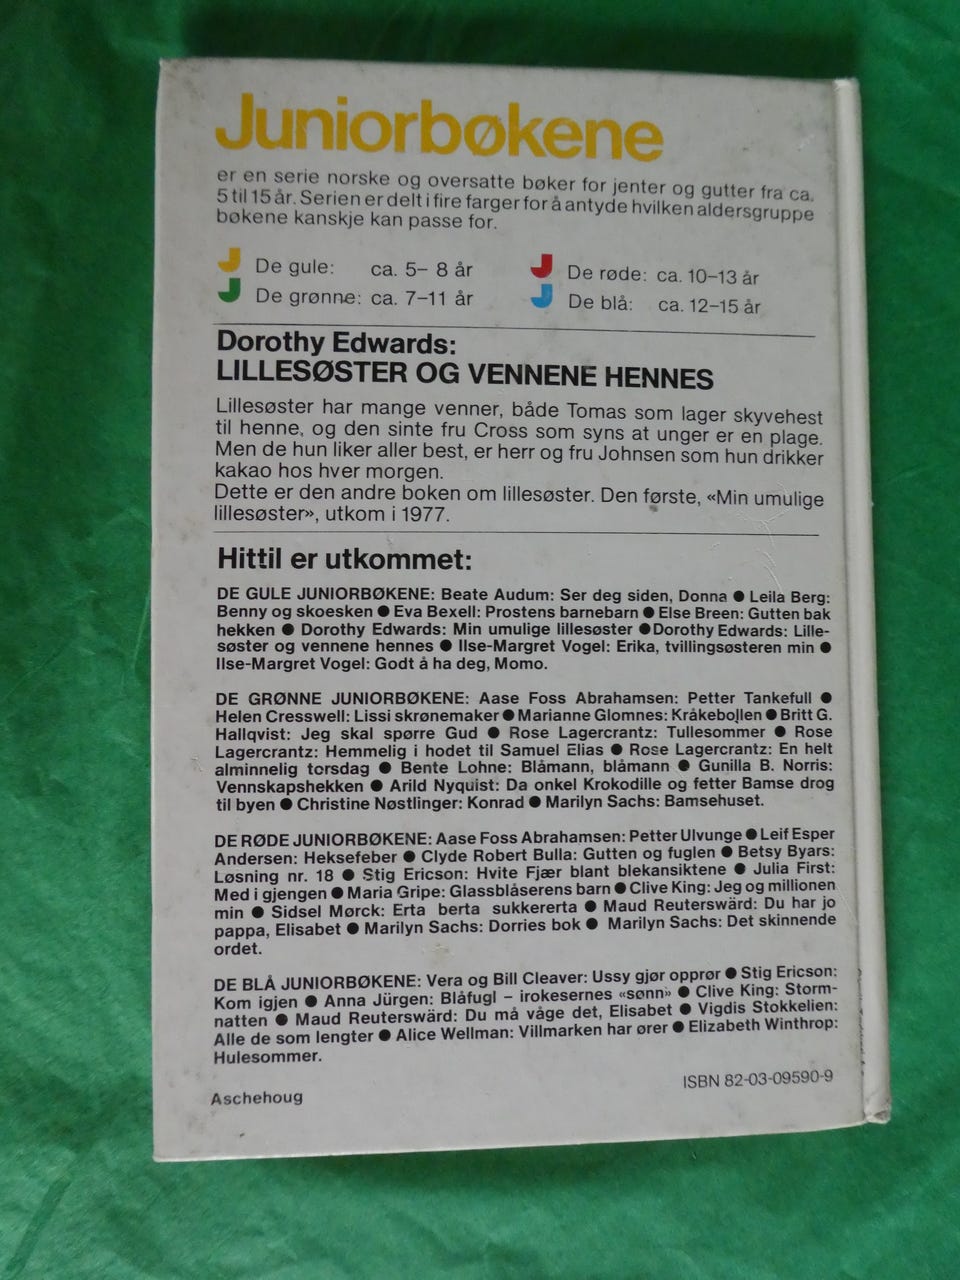 Juniorbøkene
er en serie norske og oversatte bøker for jenter og gutter fra ca.
5 til 15 år. Serien er delt i fire farger for å antyde hvilken aldersgruppe
bøkene kanskje kan passe for.
De gule: ca. 5– 8 år
De grønne: ca. 7–11 år
De røde: ca. 10–13 år
De blå: ca. 12–15 år
Dorothy Edwards:
LILLESØSTER OG VENNENE HENNES
Lillesøster har mange venner, både Tomas som lager skyvehest
til henne, og den sinte fru Cross som syns at unger er en plage.
Men de hun liker aller best, er herr og fru Johnsen som hun drikker
kakao hos hver morgen.
Dette er den andre boken om lillesøster. Den første, «Min umulige
lillesøster», utkom i 1977.
Hittil er utkommet:
DE GULE JUNIORBØKENE: Beate Audum: Ser deg siden, Donna ● Leila Berg:
Benny og skoesken ● Eva Bexell: Prostens barnebarn ● Else Breen: Gutten bak
hekken ● Dorothy Edwards: Min umulige lillesøster ● Dorothy Edwards: Lille-
søster og vennene hennes ● Ilse-Margret Vogel: Erika, tvillingsøsteren min ●
Ilse-Margret Vogel: Godt å ha deg, Momo.
DE GRØNNE JUNIORBØKENE: Aase Foss Abrahamsen: Petter Tankefull ●
Helen Cresswell: Lissi skrønemaker ● Marianne Glomnes: Kråkebollen ● Britt G.
Hallqvist: Jeg skal spørre Gud ● Rose Lagercrantz: Tullesommer ● Rose
Lagercrantz: Hemmelig i hodet til Samuel Elias ● Rose Lagercrantz: En helt
alminnelig torsdag ● Bente Lohne: Blåmann, blåmann ● Gunilla B. Norris:
Vennskapshekken ● Arild Nyquist: Da onkel Krokodille og fetter Bamse drog
til byen ● Christine Nøstlinger: Konrad ● Marilyn Sachs: Bamsehuset.
DE RØDE JUNIORBØKENE: Aase Foss Abrahamsen: Petter Ulvunge ● Leif Esper
Andersen: Heksefeber ● Clyde Robert Bulla: Gutten og fuglen ● Betsy Byars:
Løsning nr. 18 ● Stig Ericson: Hvite Fjær blant blekansiktene ● Julia First:
Med i gjengen ● Maria Gripe: Glassblåserens barn ● Clive King: Jeg og millionen
min ● Sidsel Mørck: Erta berta sukkererta ● Maud Reuterswärd: Du har jo
pappa, Elisabet ● Marilyn Sachs: Dorries bok ● Marilyn Sachs: Det skinnende
ordet.
DE BLÅ JUNIORBØKENE: Vera og Bill Cleaver: Ussy gjør opprør ● Stig Ericson:
Kom igjen ● Anna Jürgen: Blåfugl – irokesernes «sønn» ● Clive King: Storm-
natten ● Maud Reuterswärd: Du må våge det, Elisabet ● Vigdis Stokkelien:
Alle de som lengter ● Alice Wellman: Villmarken har ører ● Elizabeth Winthrop:
Hulesommer.
ISBN 82-03-09590-9
Aschehoug